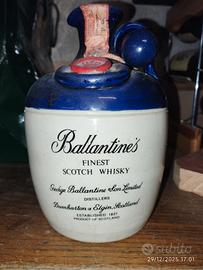 Ballantine's
FINEST
SCOTCH WHISKY
George Ballantine & Son Limited
DISTILLERS
Dumbarton & Elgin, Scotland
ESTABLISHED 1827
PRODUCT OF SCOTLAND
subito
29/12/2025 17:01